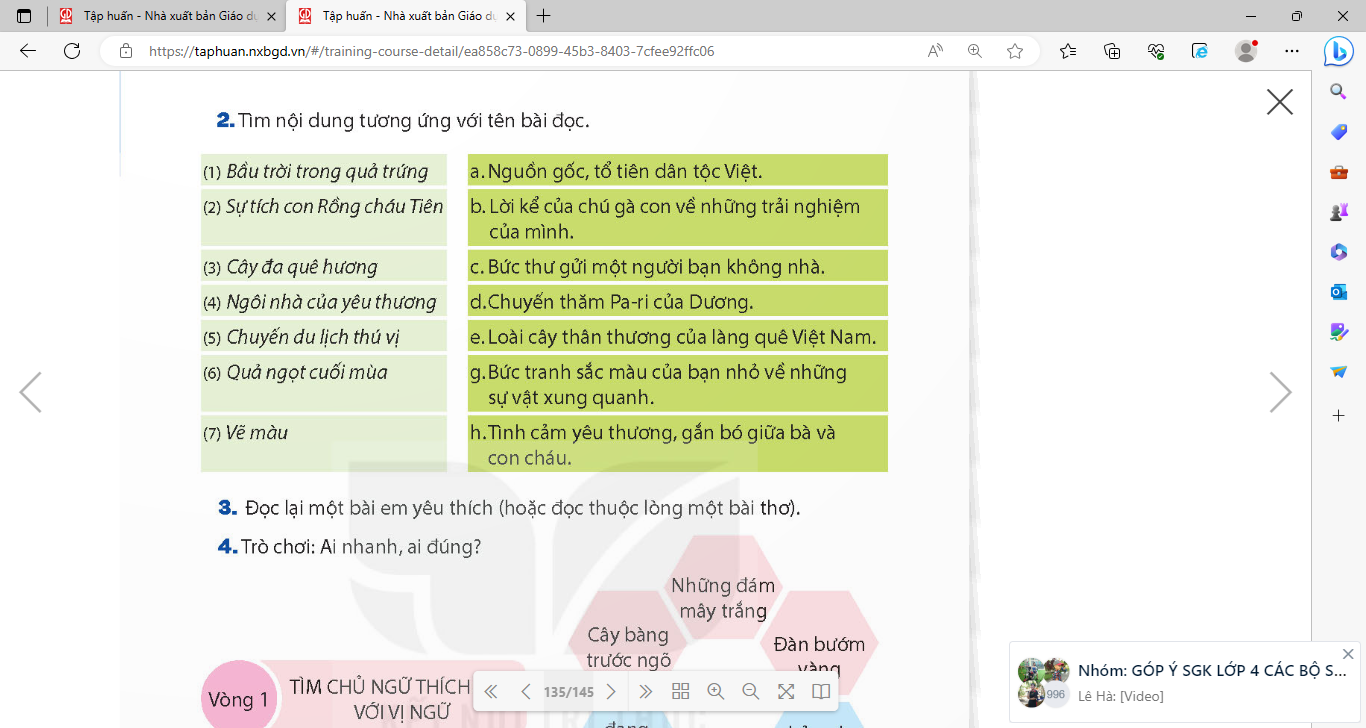 Tập huấn - Nhà xuất bản Giáo dụ
Tập huấn - Nhà xuất bản Giáo dụ
https://taphuan.nxbgd.vn/#/training-course-detail/ea858c73-0899-45b3-8403-7cfee92ffc06
2. Tìm nội dung tương ứng với tên bài đọc.
(1) Bầu trời trong quả trứng
a. Nguồn gốc, tổ tiên dân tộc Việt.
(2) Sự tích con Rồng cháu Tiên
b. Lời kể của chú gà con về những trải nghiệm
của mình.
(3) Cây đa quê hương
c. Bức thư gửi một người bạn không nhà.
(4) Ngôi nhà của yêu thương
d. Chuyến thăm Pa-ri của Dương.
(5) Chuyến du lịch thú vị
e. Loài cây thân thương của làng quê Việt Nam.
(6) Quả ngọt cuối mùa
g. Bức tranh sắc màu của bạn nhỏ về những
sự vật xung quanh.
(7) Vẽ màu
h. Tình cảm yêu thương, gắn bó giữa bà và
con cháu.
3. Đọc lại một bài em yêu thích (hoặc đọc thuộc lòng một bài thơ).
4. Trò chơi: Ai nhanh, ai đúng?
Những đám
mây trắng
Cây bàng
trước ngõ
Đàn bướm
vàng
Vòng 1
TÌM CHỦ NGỮ THÍCH
VỚI VỊ NGỮ
135/145
Nhóm: GÓP Ý SGK LỚP 4 CÁC BỘ S...
996
Lê Hà: [Video]